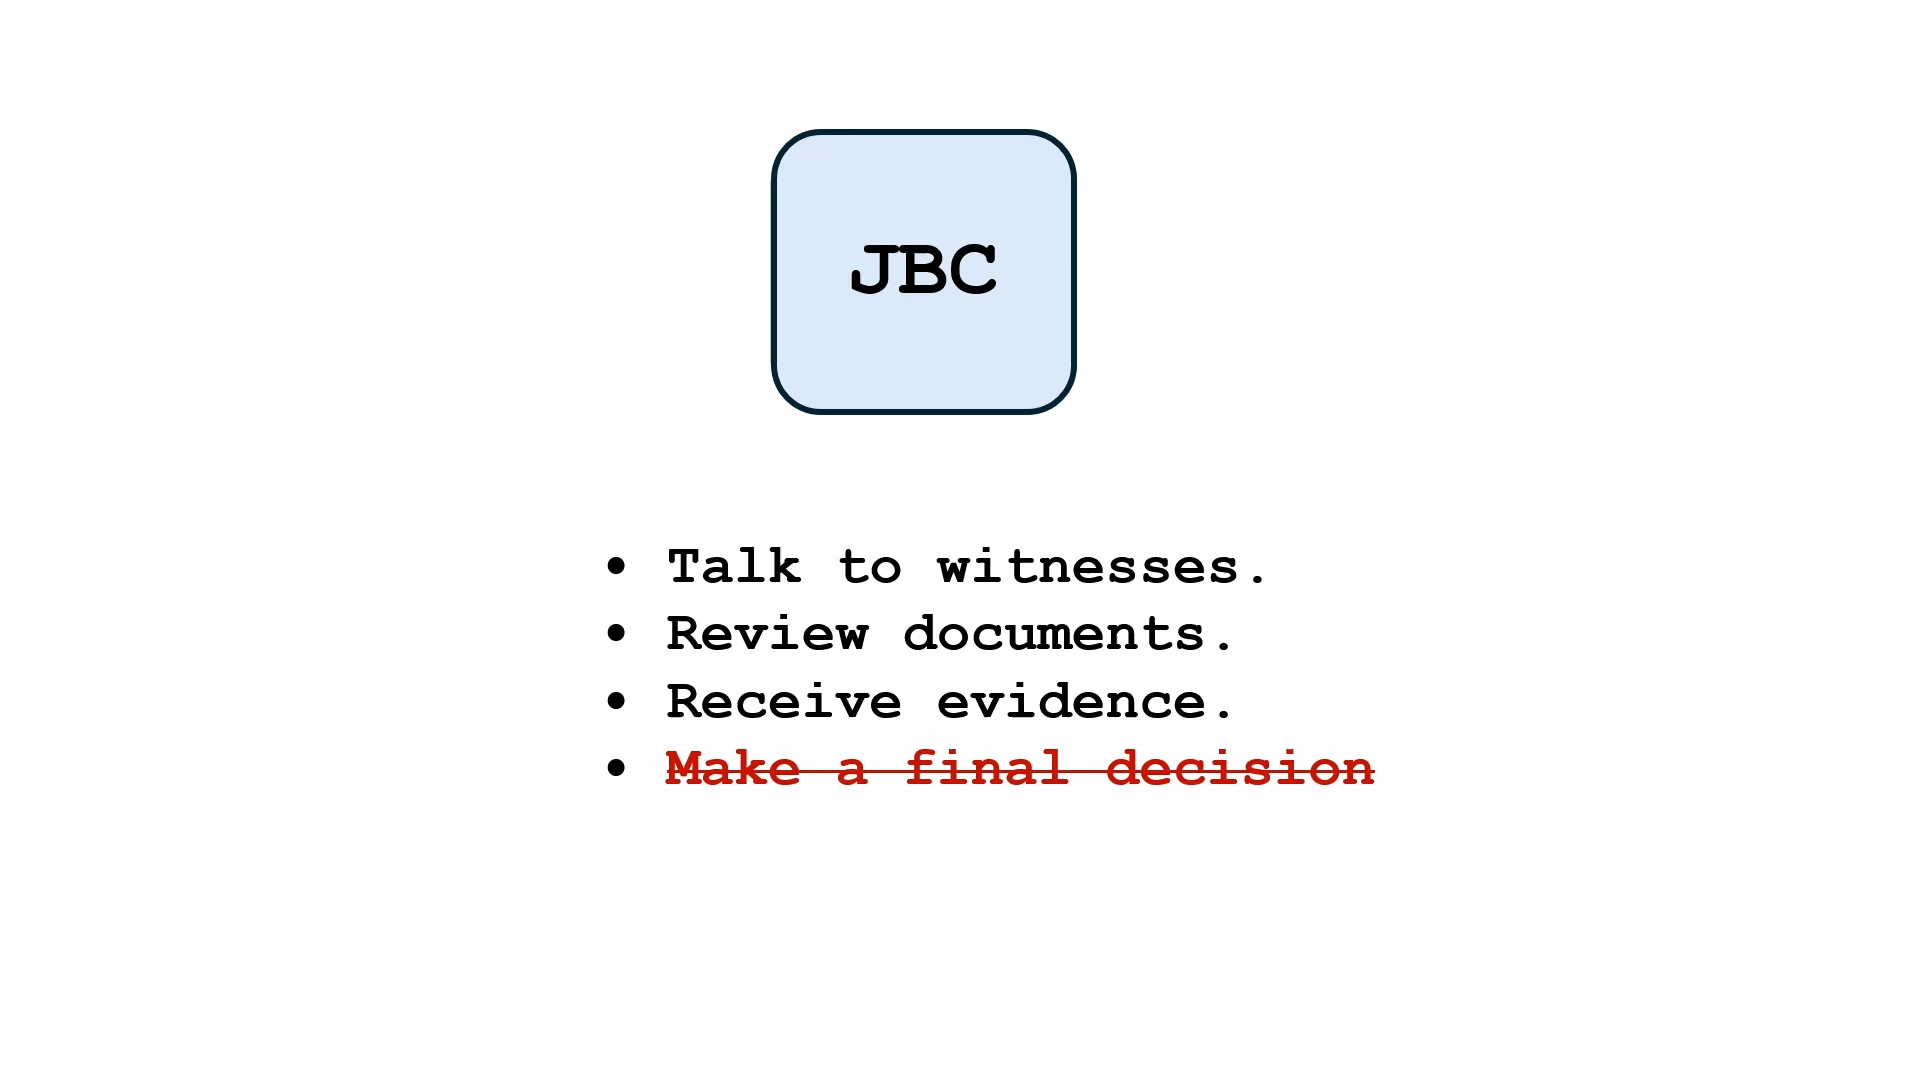 JBC
• Talk to witnesses.
• Review documents.
• Receive evidence.
• Make a final decision